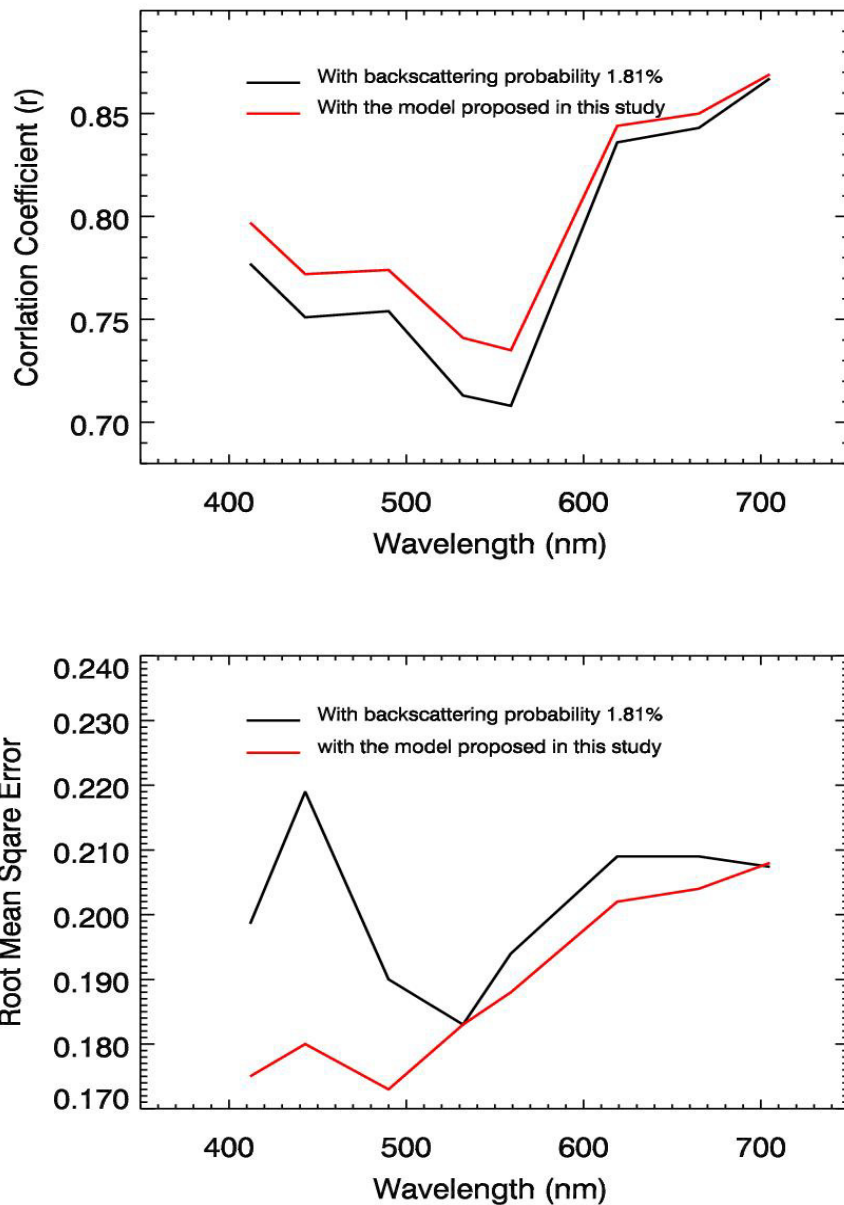 Corrlation Coefficient (r)
0.85
0.80
0.75
0.70
With backscattering probability 1.81%
With the model proposed in this study
400 500 600 700
Wavelength (nm)
Root Mean Sqare Error
0.240
0.230
0.220
0.210
0.200
0.190
0.180
0.170
With backscattering probability 1.81%
with the model proposed in this study
400 500 600 700
Wavelength (nm)